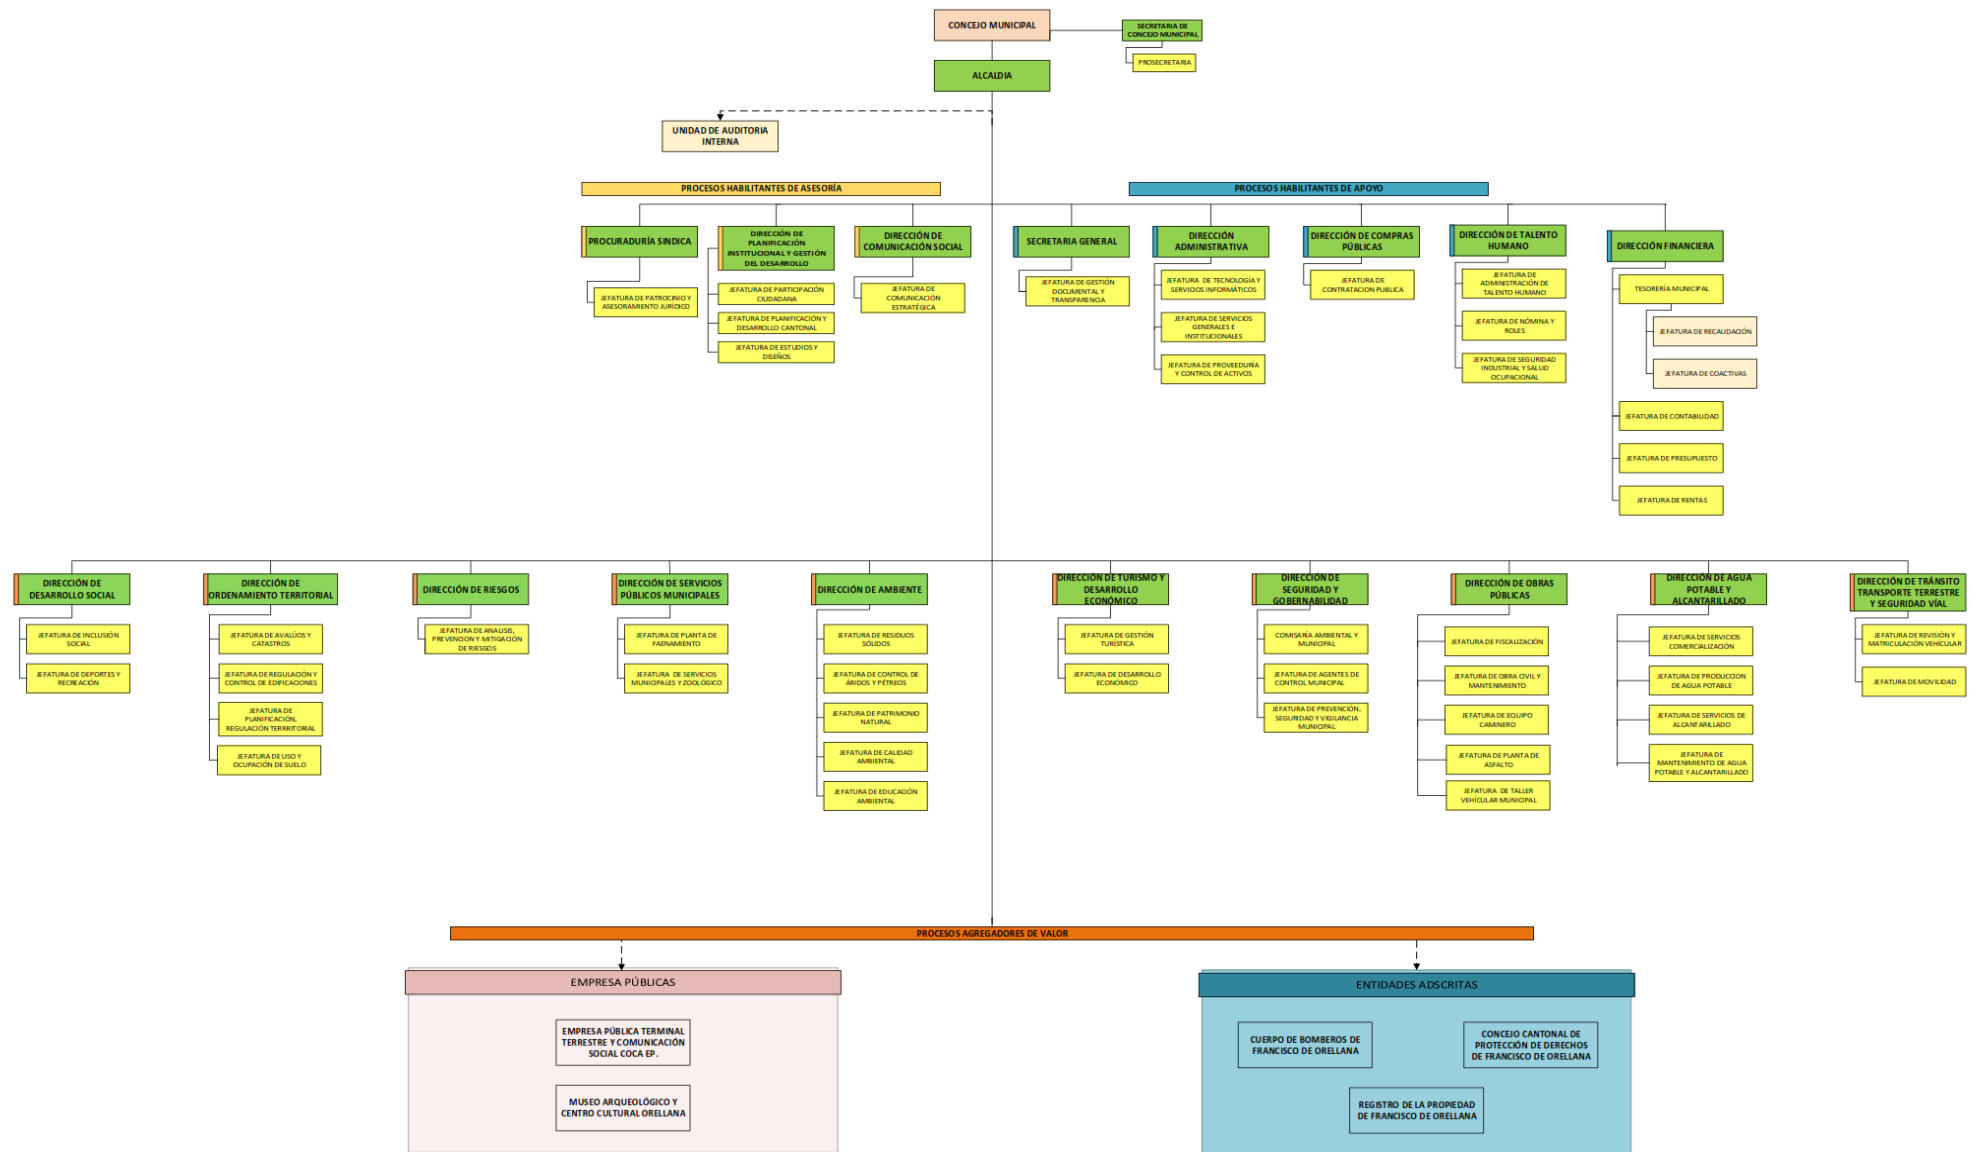 CONCEJO MUNICIPAL
SECRETARIA DE
CONCEJO MUNICIPAL
PROSECRETARIA
ALCALDIA
UNIDAD DE AUDITORIA
INTERNA
PROCESOS HABILITANTES DE ASESORÍA
PROCESOS HABILITANTES DE APOYO
PROCURADURÍA SINDICA
JEFATURA DE PATROCINIO Y
ASESORAMIENTO JURÍDICO
DIRECCIÓN DE
PLANIFICACIÓN
INSTITUCIONAL Y GESTIÓN
DEL DESARROLLO
JEFATURA DE PARTICIPACIÓN
CIUDADANA
JEFATURA DE PLANIFICACIÓN Y
DESARROLLO CANTONAL
JEFATURA DE ESTUDIOS Y
DISEÑOS
DIRECCIÓN DE
COMUNICACIÓN SOCIAL
JEFATURA DE
COMUNICACIÓN
ESTRATÉGICA
SECRETARIA GENERAL
JEFATURA DE GESTIÓN
DOCUMENTAL Y
TRANSPARENCIA
DIRECCIÓN
ADMINISTRATIVA
JEFATURA DE TECNOLOGÍA Y
SERVICIOS INFORMÁTICOS
JEFATURA DE SERVICIOS
GENERALES E
INSTITUCIONALES
JEFATURA DE PROVEEDURÍA
Y CONTROL DE ACTIVOS
DIRECCIÓN DE COMPRAS
PÚBLICAS
JEFATURA DE
CONTRATACION PUBLICA
DIRECCIÓN DE TALENTO
HUMANO
JEFATURA DE
ADMINISTRACIÓN DE
TALENTO HUMANO
JEFATURA DE NÓMINA Y
ROLES
JEFATURA DE SEGURIDAD
INDUSTRIAL Y SALUD
OCUPACIONAL
DIRECCIÓN FINANCIERA
TESORERÍA MUNICIPAL
JEFATURA DE RECAUDACIÓN
JEFATURA DE COACTIVAS
JEFATURA DE CONTABILIDAD
JEFATURA DE PRESUPUESTO
JEFATURA DE RENTAS
DIRECCIÓN DE
DESARROLLO SOCIAL
JEFATURA DE INCLUSIÓN
SOCIAL
JEFATURA DE DEPORTES Y
RECREACIÓN
DIRECCIÓN DE
ORDENAMIENTO TERRITORIAL
JEFATURA DE AVALÚOS Y
CATASTROS
JEFATURA DE REGULACIÓN Y
CONTROL DE EDIFICACIONES
JEFATURA DE
PLANIFICACIÓN,
REGULACIÓN TERRRITORIAL
JEFATURA DE USO Y
OCUPACIÓN DE SUELO
DIRECCIÓN DE RIESGOS
JEFATURA DE ANALISIS,
PREVENCION Y MITIGACIÓN
DE RIESGOS
DIRECCIÓN DE SERVICIOS
PÚBLICOS MUNICIPALES
JEFATURA DE PLANTA DE
FAENAMIENTO
JEFATURA DE SERVICIOS
MUNICIPALES Y ZOOLÓGICO
DIRECCIÓN DE AMBIENTE
JEFATURA DE RESIDUOS
SÓLIDOS
JEFATURA DE CONTROL DE
ÁRIDOS Y PÉTREOS
JEFATURA DE PATRIMONIO
NATURAL
JEFATURA DE CALIDAD
AMBIENTAL
JEFATURA DE EDUCACIÓN
AMBIENTAL
DIRECCIÓN DE TURISMO Y
DESARROLLO
ECONÓMICO
JEFATURA DE GESTIÓN
TURÍSTICA
JEFATURA DE DESARROLLO
ECONÓMICO
DIRECCIÓN DE
SEGURIDAD Y
GOBERNABILIDAD
COMISARÍA AMBIENTAL Y
MUNICIPAL
JEFATURA DE AGENTES DE
CONTROL MUNICIPAL
JEFATURA DE PREVENCIÓN,
SEGURIDAD Y VIGILANCIA
MUNICIPAL
DIRECCIÓN DE OBRAS
PÚBLICAS
JEFATURA DE FISCALIZACIÓN
JEFATURA DE OBRA CIVIL Y
MANTENIMIENTO
JEFATURA DE EQUIPO
CAMINERO
JEFATURA DE PLANTA DE
ASFALTO
JEFATURA DE TALLER
VEHÍCULAR MUNICIPAL
DIRECCIÓN DE AGUA
POTABLE Y
ALCANTARILLADO
JEFATURA DE SERVICIOS
COMERCIALIZACIÓN
JEFATURA DE PRODUCCION
DE AGUA POTABLE
JEFATURA DE SERVICIOS DE
ALCANTARILLADO
JEFATURA DE
MANTENIMIENTO DE AGUA
POTABLE Y ALCANTARILLADO
DIRECCIÓN DE TRÁNSITO
TRANSPORTE TERRESTRE
Y SEGURIDAD VÍAL
JEFATURA DE REVISIÓN Y
MATRICULACIÓN VEHÍCULAR
JEFATURA DE MOVILIDAD
PROCESOS AGREGADORES DE VALOR
EMPRESA PÚBLICAS
EMPRESA PÚBLICA TERMINAL
TERRESTRE Y COMUNICACIÓN
SOCIAL COCA EP.
MUSEO ARQUEOLÓGICO Y
CENTRO CULTURAL ORELLANA
ENTIDADES ADSCRITAS
CUERPO DE BOMBEROS DE
FRANCISCO DE ORELLANA
CONCEJO CANTONAL DE
PROTECCIÓN DE DERECHOS
DE FRANCISCO DE ORELLANA
REGISTRO DE LA PROPIEDAD
DE FRANCISCO DE ORELLANA